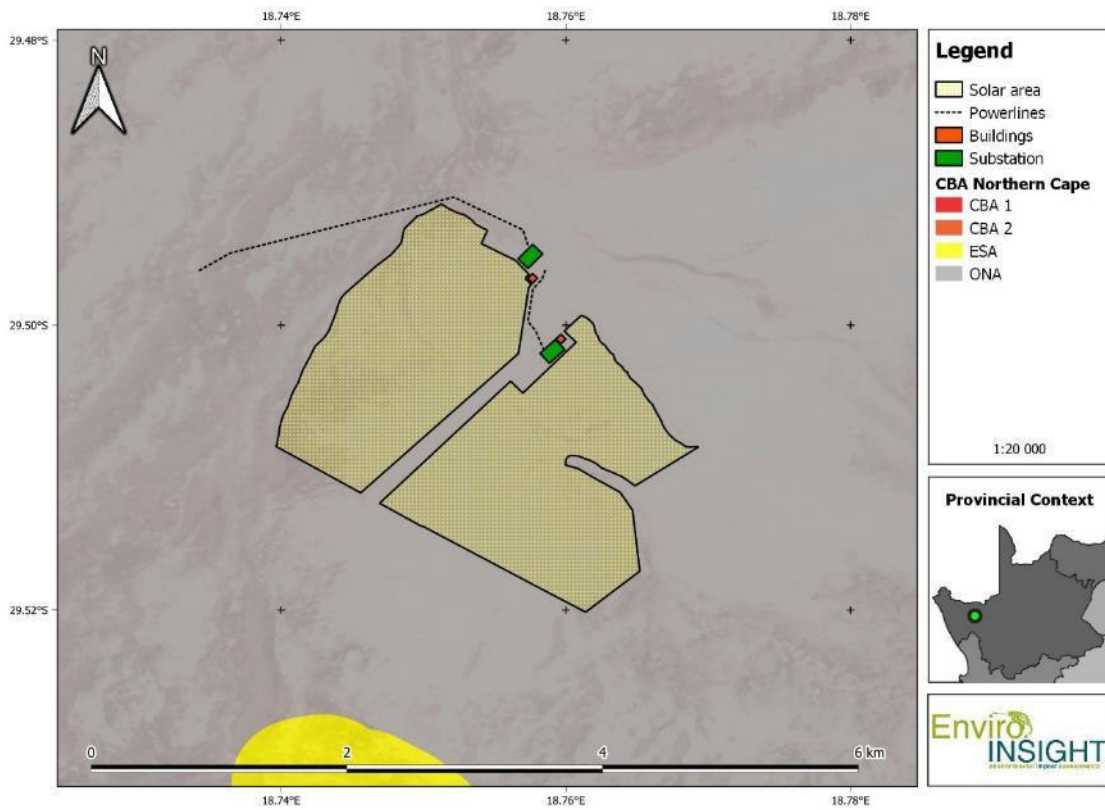 18.74°E 18.76°E 18.78°E
29.48°S
N
29.50°S
29.52°S
0 2 4 6 km
18.74°E 18.76°E 18.78°E
Legend
Solar area
Powerlines
Buildings
Substation
CBA Northern Cape
CBA 1
CBA 2
ESA
ONA
1:20 000
Provincial Context
Enviro
INSIGHT